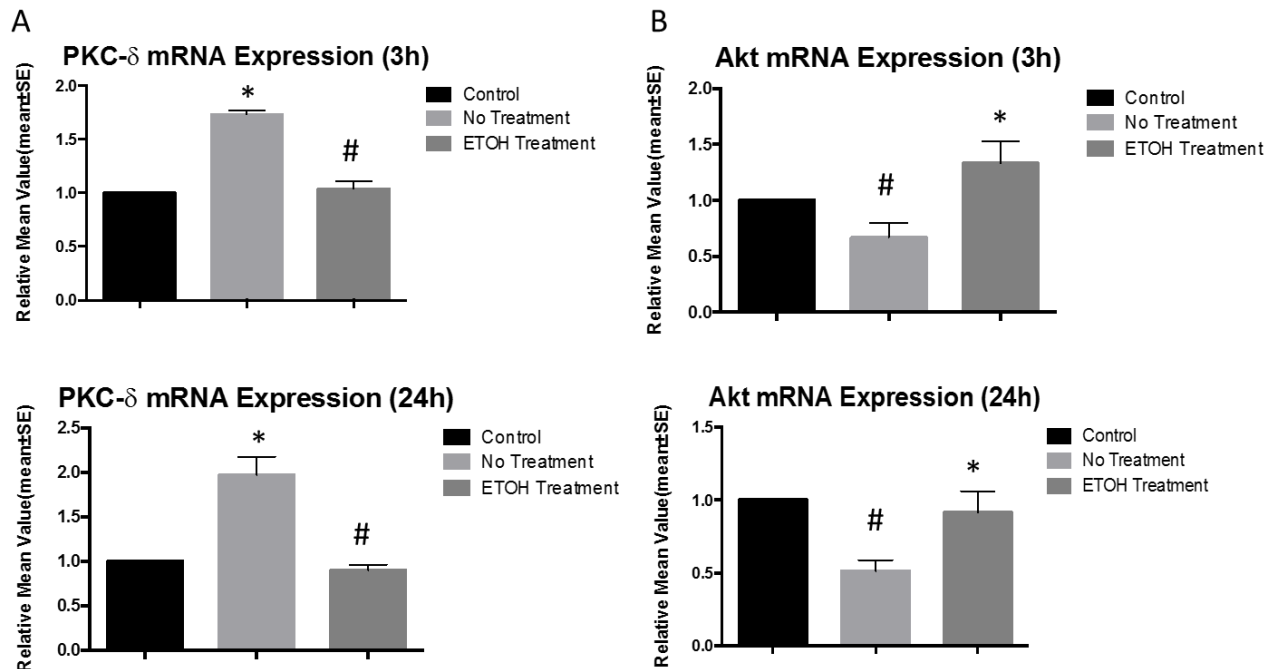 A
PKC-δ mRNA Expression (3h)
Relative Mean Value(mean±SE)
2.0
1.5
1.0
0.5
0.0
*
#
Control
No Treatment
ETOH Treatment
B
Akt mRNA Expression (3h)
Relative Mean Value(mean±SE)
2.0
1.5
1.0
0.5
0.0
#
*
Control
No Treatment
ETOH Treatment
PKC-δ mRNA Expression (24h)
Relative Mean Value(mean±SE)
2.5
2.0
1.5
1.0
0.5
0.0
*
#
Control
No Treatment
ETOH Treatment
Akt mRNA Expression (24h)
Relative Mean Value(mean±SE)
1.5
1.0
0.5
0.0
#
*
Control
No Treatment
ETOH Treatment